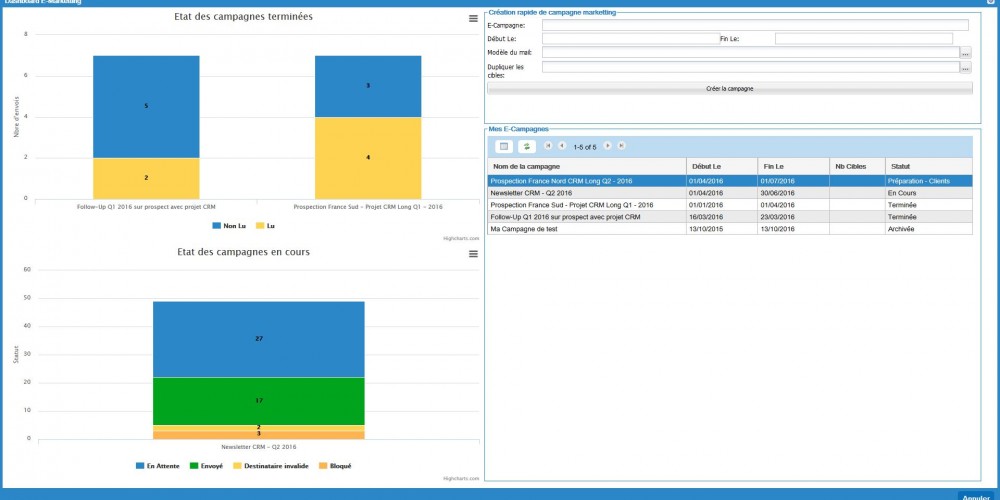 Dashboard E-Marketting
Etat des campagnes terminées
Nbre d'envois
8
6
4
2
0
5
2
3
4
Follow-Up Q1 2016 sur prospect avec projet CRM
Prospection France Sud - Projet CRM Long Q1 - 2016
Non Lu Lu
Highcharts.com
Etat des campagnes en cours
Statut
60
50
40
30
20
10
0
27
17
2
3
Newsletter CRM - Q2 2016
En Attente Envoyé Destinataire invalide Bloqué
Highcharts.com
Création rapide de campagne marketting
E-Campagne:
Début Le: Fin Le:
Modèle du mail: ...
Dupliquer les cibles: ...
Créer la campagne
Mes E-Campagnes
1-5 of 5
Nom de la campagne Début Le Fin Le Nb Cibles Statut
Prospection France Nord CRM Long Q2 - 2016 01/04/2016 01/07/2016 Préparation - Clients
Newsletter CRM - Q2 2016 01/04/2016 30/06/2016 En Cours
Prospection France Sud - Projet CRM Long Q1 - 2016 01/01/2016 01/04/2016 Terminée
Follow-Up Q1 2016 sur prospect avec projet CRM 16/03/2016 23/03/2016 Terminée
Ma Campagne de test 13/10/2015 13/10/2016 Archivée
Annuler